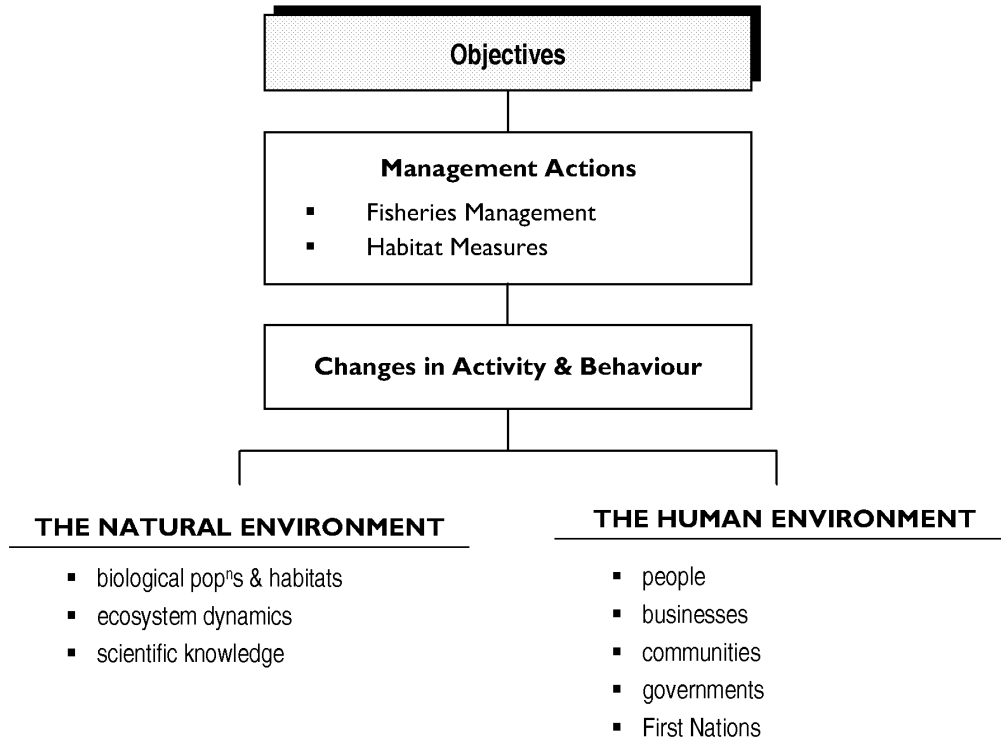 Objectives
Management Actions
▪ Fisheries Management
▪ Habitat Measures
Changes in Activity & Behaviour
THE NATURAL ENVIRONMENT
▪ biological popⁿs & habitats
▪ ecosystem dynamics
▪ scientific knowledge
THE HUMAN ENVIRONMENT
▪ people
▪ businesses
▪ communities
▪ governments
▪ First Nations